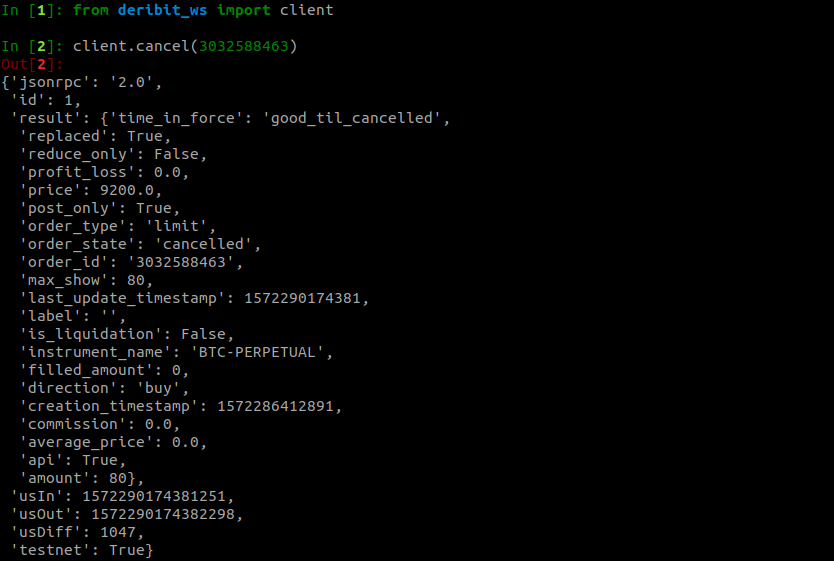 In [1]: from deribit_ws import client
In [2]: client.cancel(3032588463)
Out[2]:
{'jsonrpc': '2.0',
 'id': 1,
 'result': {'time_in_force': 'good_til_cancelled',
  'replaced': True,
  'reduce_only': False,
  'profit_loss': 0.0,
  'price': 9200.0,
  'post_only': True,
  'order_type': 'limit',
  'order_state': 'cancelled',
  'order_id': '3032588463',
  'max_show': 80,
  'last_update_timestamp': 1572290174381,
  'label': '',
  'is_liquidation': False,
  'instrument_name': 'BTC-PERPETUAL',
  'filled_amount': 0,
  'direction': 'buy',
  'creation_timestamp': 1572286412891,
  'commission': 0.0,
  'average_price': 0.0,
  'api': True,
  'amount': 80},
 'usIn': 1572290174381251,
 'usOut': 1572290174382298,
 'usDiff': 1047,
 'testnet': True}